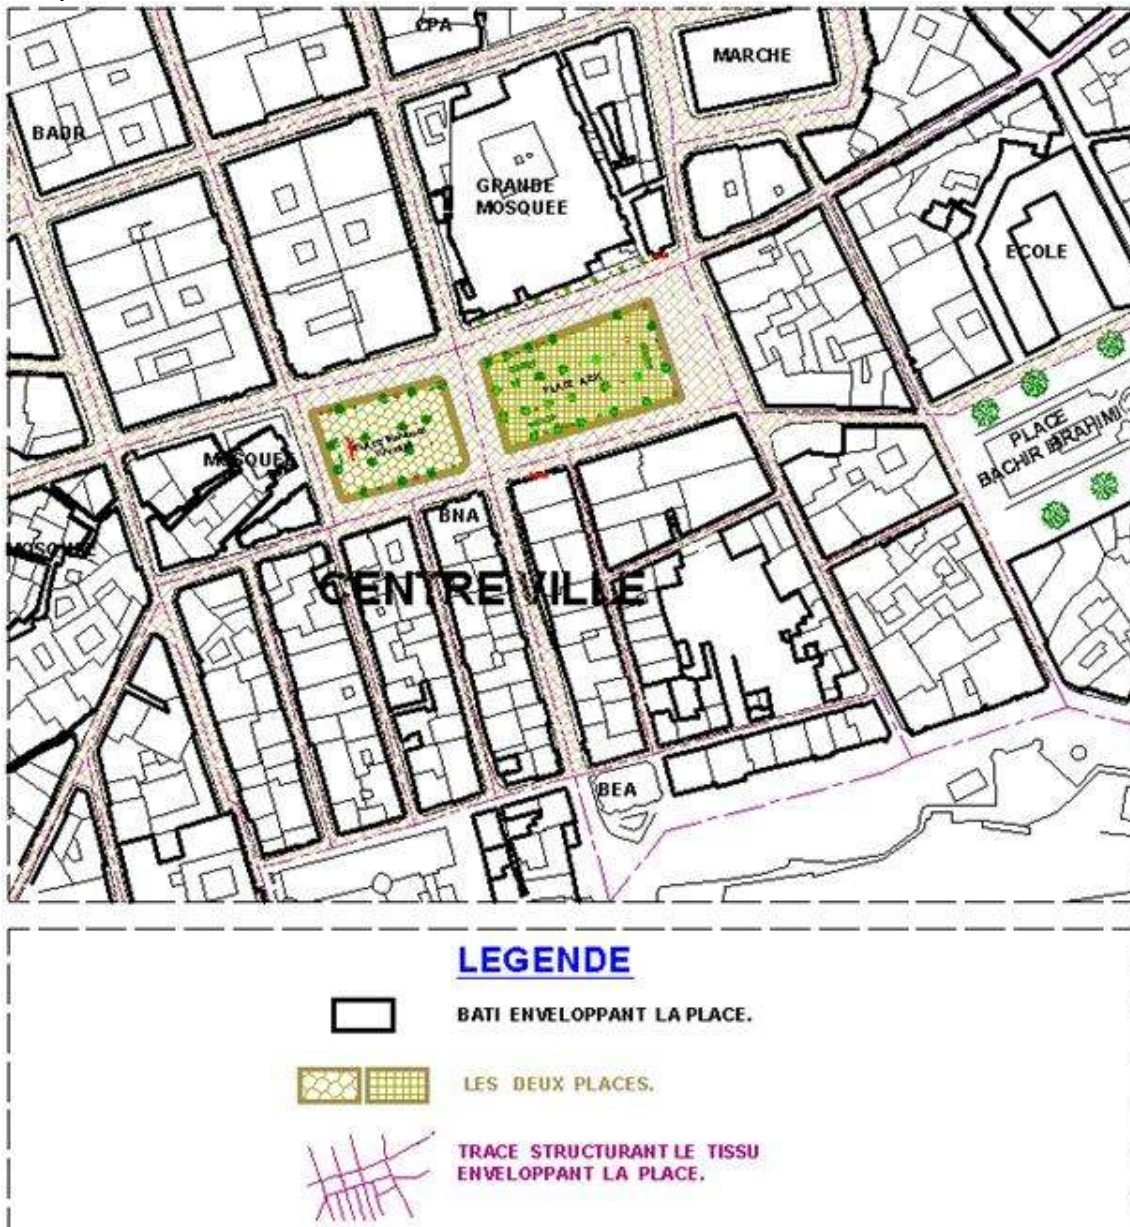 CPA
MARCHE
BADR
GRANDE
MOSQUEE
ECOLE
PLACE
PLACE
BACHIR IBRAHIMI
MOSQUEE
BNA
MOSQUEE
CENTRE VILLE
BEA
LEGENDE
BATI ENVELOPPANT LA PLACE.
LES DEUX PLACES.
TRACE STRUCTURANT LE TISSU
ENVELOPPANT LA PLACE.